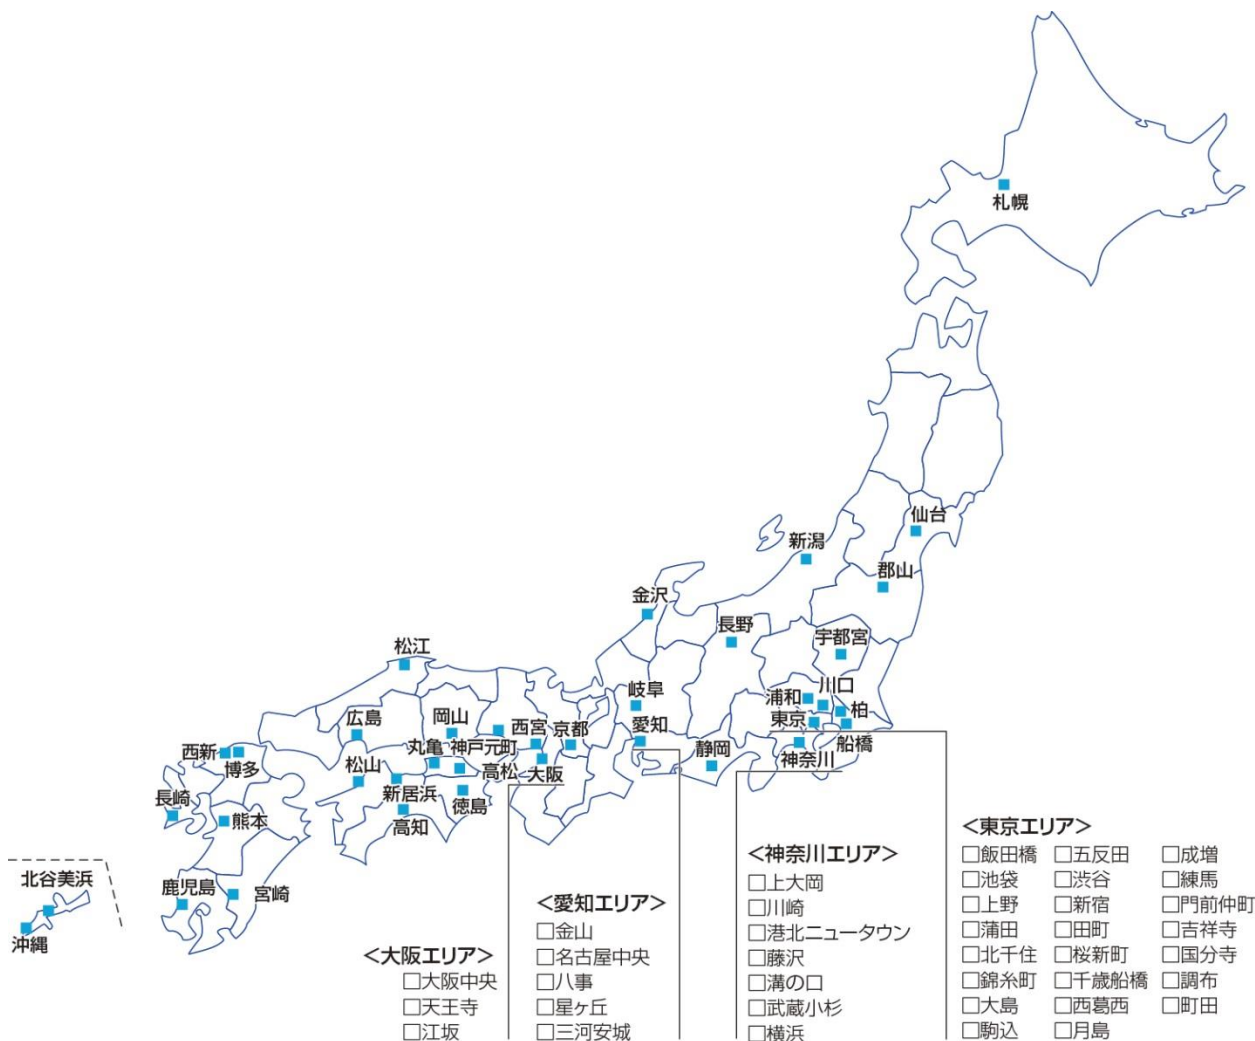 札幌
仙台
新潟
郡山
金沢
長野
宇都宮
松江
浦和
川口
柏
岐阜
広島
岡山
西宮
京都
愛知
東京
船橋
静岡
神奈川
西新
博多
丸亀
神戸元町
松山
高松
大阪
長崎
新居浜
徳島
熊本
高知
北谷美浜
鹿児島
宮崎
沖縄
<大阪エリア>
□大阪中央
□天王寺
□江坂
<愛知エリア>
□金山
□名古屋中央
□八事
□星ヶ丘
□三河安城
<神奈川エリア>
□上大岡
□川崎
□港北ニュータウン
□藤沢
□溝の口
□武蔵小杉
□横浜
<東京エリア>
□飯田橋 □五反田 □成増
□池袋 □渋谷 □練馬
□上野 □新宿 □門前仲町
□蒲田 □田町 □吉祥寺
□北千住 □桜新町 □国分寺
□錦糸町 □千歳船橋 □調布
□大島 □西葛西 □町田
□駒込 □月島